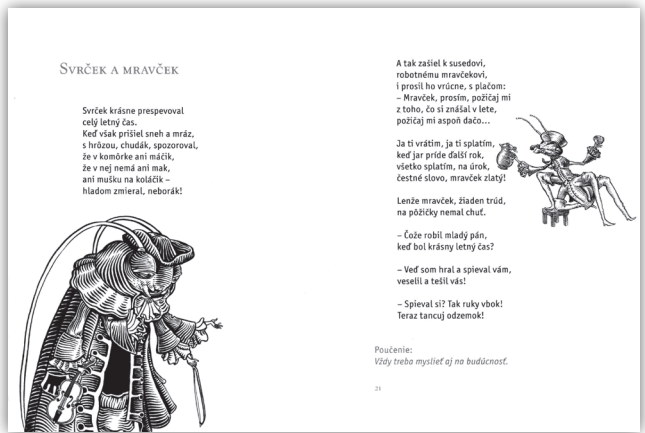 Svrček a mravček
Svrček krásne prespevoval
celý letný čas.
Keď však prišiel sneh a mráz,
s hrôzou, chudák, spozoroval,
že v komôrke ani máčik,
že v nej nemá ani mak,
ani mušku na koláčik –
hladom zmieral, neborák!
A tak zašiel k susedovi,
robotnému mravčekovi,
i prosil ho vrúcne, s plačom:
– Mravček, prosím, požičaj mi
z toho, čo si znášal v lete,
požičaj mi aspoň dačo...
Ja ti vrátim, ja ti splatím,
keď jar príde ďalší rok,
všetko splatím, na úrok,
čestné slovo, mravček zlatý!
Lenže mravček, žiaden trúd,
na pôžičky nemal chuť.
– Čože robil mladý pán,
keď bol krásny letný čas?
– Veď som hral a spieval vám,
veselil a tešil vás!
– Spieval si? Tak ruky vbok!
Teraz tancuj odzemok!
Poučenie:
Vždy treba myslieť aj na budúcnosť.
21